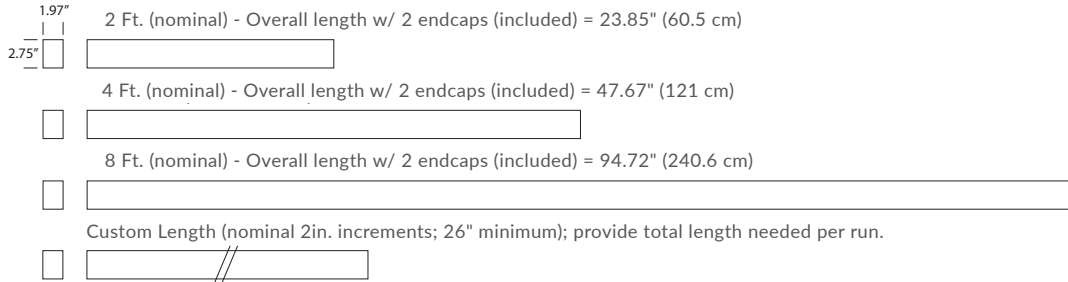 1.97"
2 Ft. (nominal) - Overall length w/ 2 endcaps (included) = 23.85" (60.5 cm)
2.75"
4 Ft. (nominal) - Overall length w/ 2 endcaps (included) = 47.67" (121 cm)
8 Ft. (nominal) - Overall length w/ 2 endcaps (included) = 94.72" (240.6 cm)
Custom Length (nominal 2in. increments; 26" minimum); provide total length needed per run.